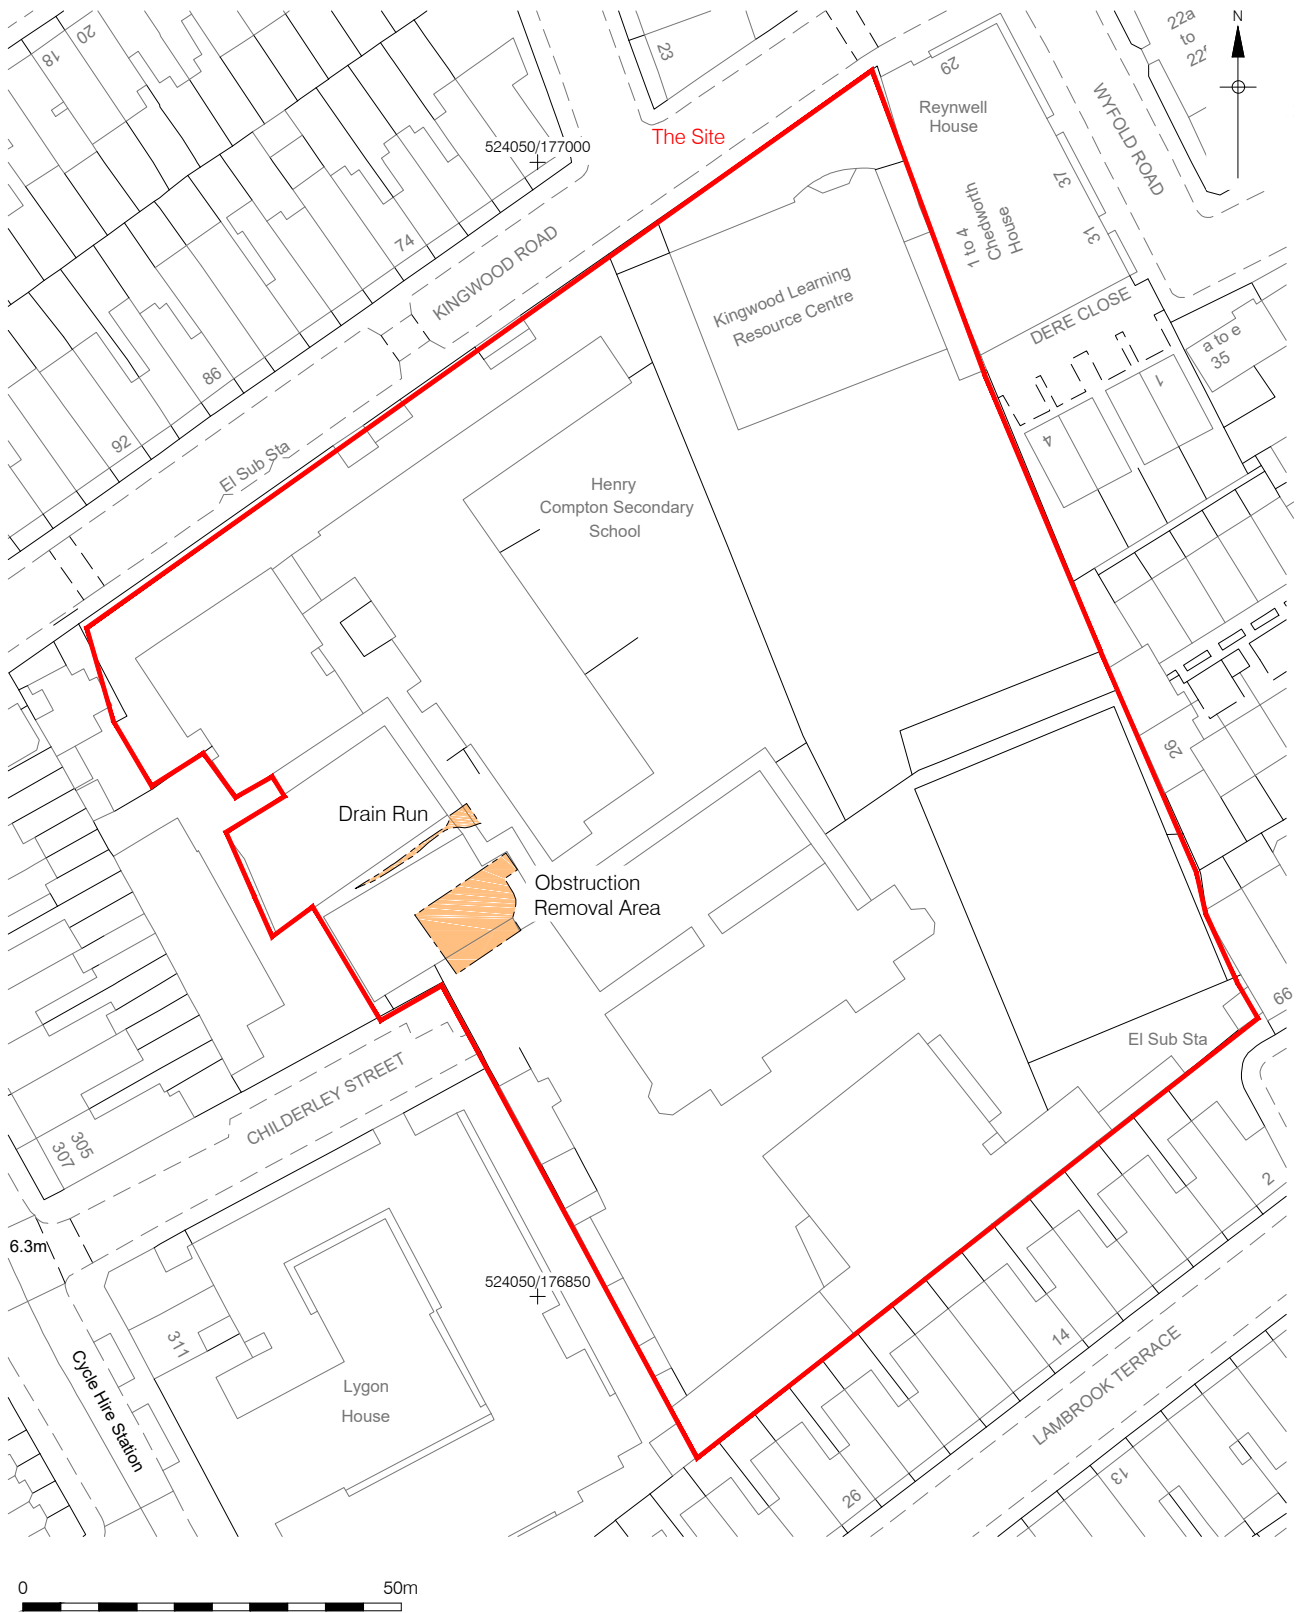 20
18
23
29
22a
to
N
Reynwell
House
WYFOLD ROAD
The Site
524050/177000
37
31
1 to 4
Chedworth
House
74
KINGWOOD ROAD
Kingwood Learning
Resource Centre
DERE CLOSE
a to e
35
1
4
86
92
El Sub Sta
Henry
Compton Secondary
School
26
Drain Run
Obstruction
Removal Area
66
El Sub Sta
CHILDERLEY STREET
305
307
2
6.3m
524050/176850
311
Cycle Hire Station
Lygon
House
14
LAMBROOK TERRACE
26
13
0
50m